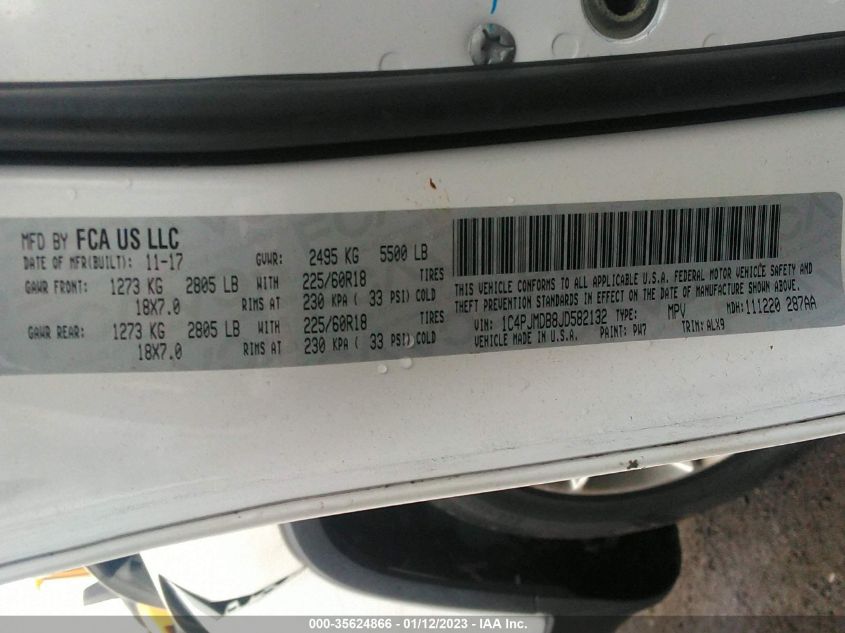 MFD BY FCA US LLC
DATE OF MFR(BUILT): 11-17 GVWR: 2495 KG 5500 LB
GAWR FRONT: 1273 KG 2805 LB WITH 225/60R18 TIRES
18X7.0 RIMS AT 230 KPA ( 33 PSI) COLD
GAWR REAR: 1273 KG 2805 LB WITH 225/60R18 TIRES
18X7.0 RIMS AT 230 KPA ( 33 PSI) COLD
THIS VEHICLE CONFORMS TO ALL APPLICABLE U.S.A. FEDERAL MOTOR VEHICLE SAFETY AND
THEFT PREVENTION STANDARDS IN EFFECT ON THE DATE OF MANUFACTURE SHOWN ABOVE.
VIN: 1C4PJMDB8JD582132 TYPE: MPV MDH: 111220 287AA
VEHICLE MADE IN U.S.A. PAINT: PW7 TRIM: ALX9
000-35624866 - 01/12/2023 - IAA Inc.